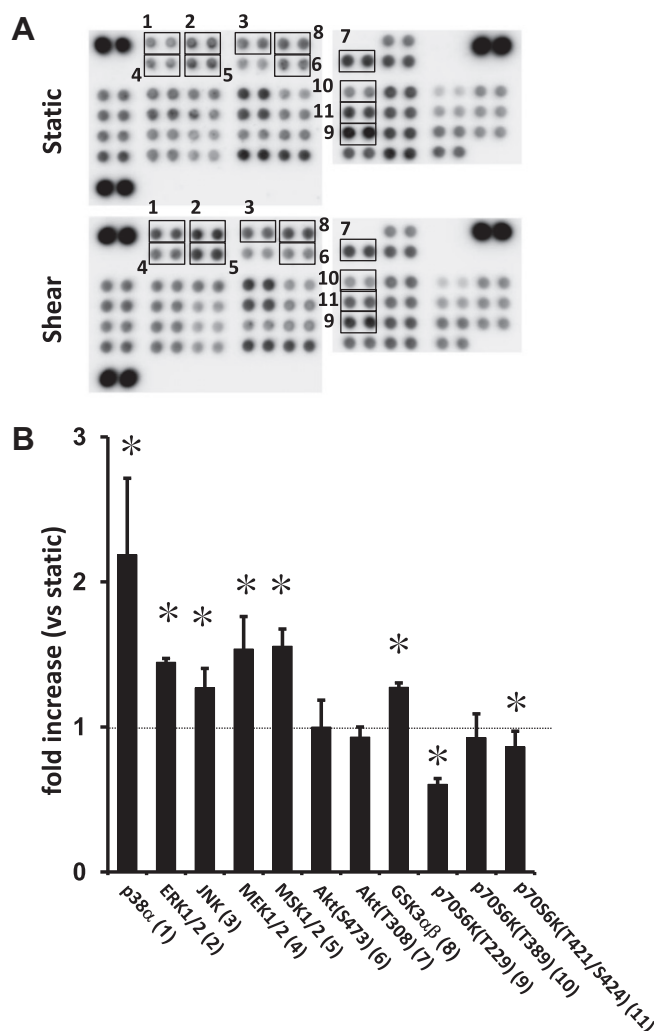 A
1 2 3 8
4 5 6
7
10
11
9
Static
1 2 3 8
4 5 6
7
10
11
9
Shear
B
fold increase (vs static)
3
2
1
0
* * * * * * * *
p38α (1)
ERK1/2 (2)
JNK (3)
MEK1/2 (4)
MSK1/2 (5)
Akt(S473) (6)
Akt(T308) (7)
GSK3αβ (8)
p70S6K(T229) (9)
p70S6K(T389) (10)
p70S6K(T421/S424) (11)